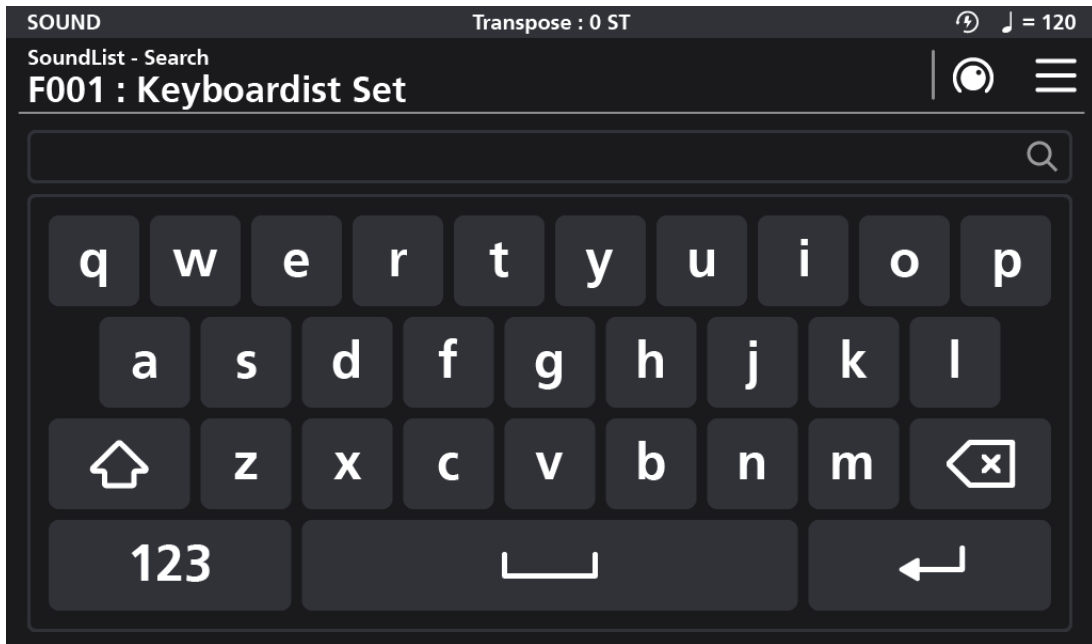 SOUND Transpose : 0 ST = 120
SoundList - Search
F001 : Keyboardist Set
q w e r t y u i o p
a s d f g h j k l
z x c v b n m
123